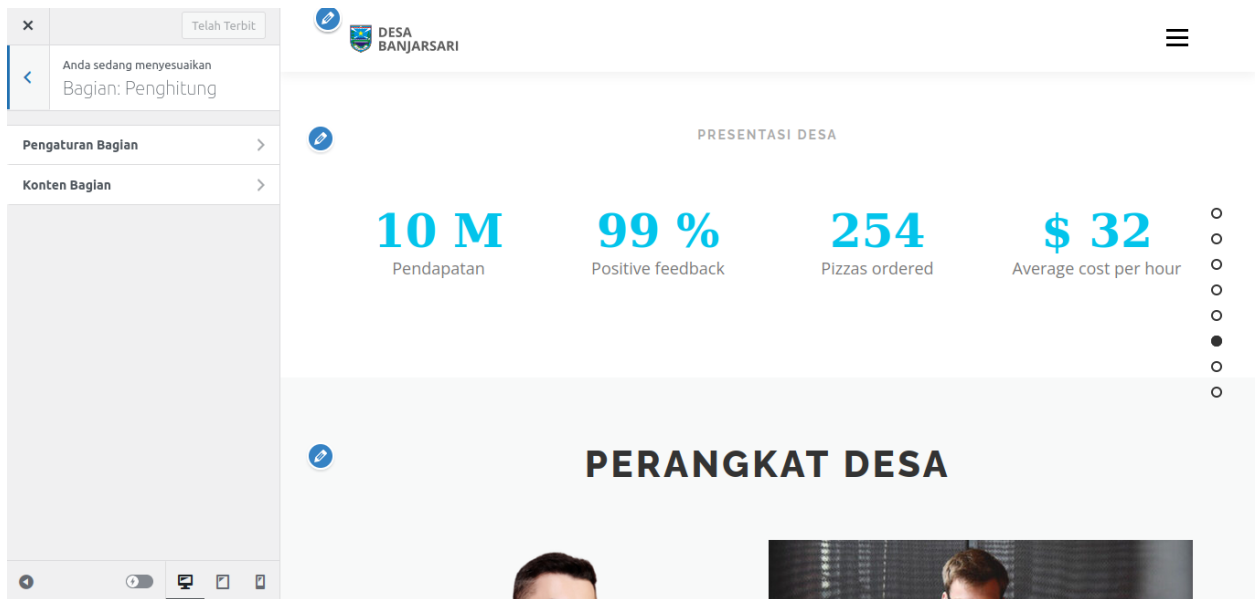 Telah Terbit
Anda sedang menyesuaikan
Bagian: Penghitung
Pengaturan Bagian
Konten Bagian
DESA
BANJARSARI
PRESENTASI DESA
10 M
Pendapatan
99 %
Positive feedback
254
Pizzas ordered
$ 32
Average cost per hour
PERANGKAT DESA